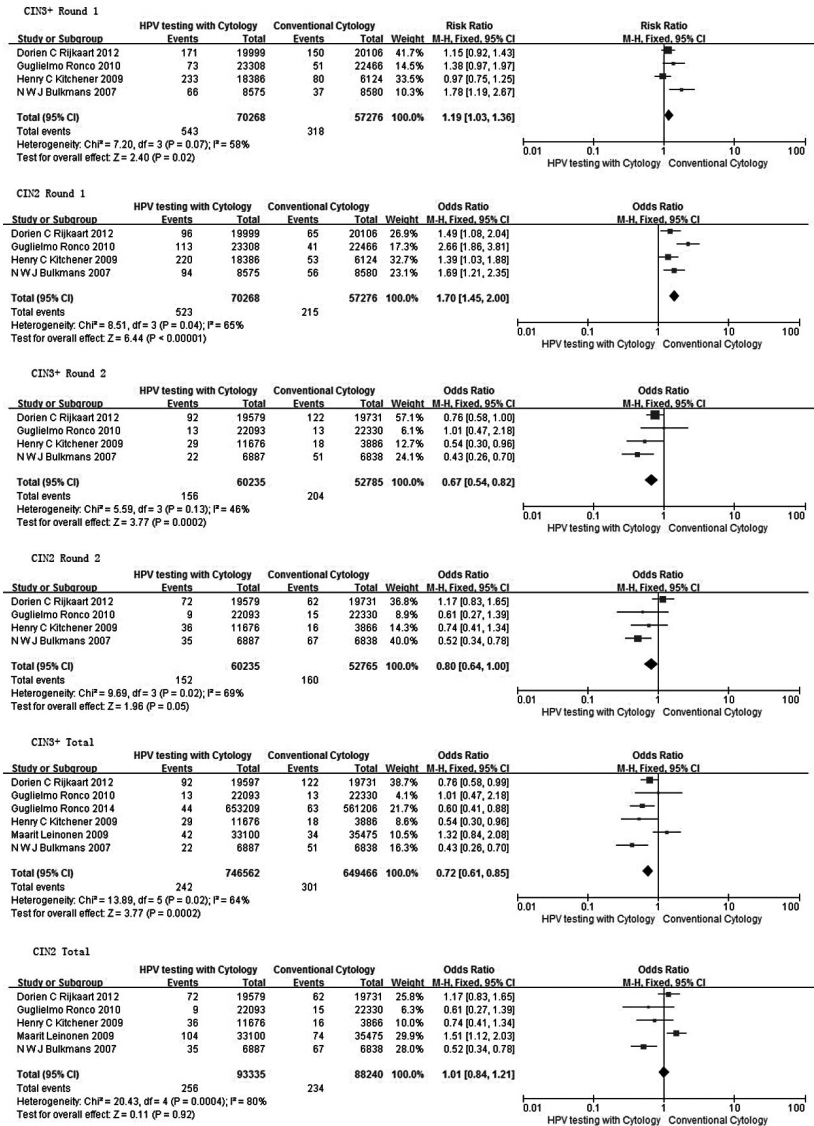 CIN3+ Round 1
HPV testing with Cytology Conventional Cytology Risk Ratio Risk Ratio
Study or Subgroup Events Total Events Total Weight M-H, Fixed, 95% CI M-H, Fixed, 95% CI
Dorien C Rijkaart 2012 171 19999 150 20106 41.7% 1.15 [0.92, 1.43]
Guglielmo Ronco 2010 73 23308 51 22466 14.5% 1.38 [0.97, 1.97]
Henry C Kitchener 2009 233 18386 80 6124 33.5% 0.97 [0.75, 1.25]
N W J Bulkmans 2007 66 8575 37 8580 10.3% 1.78 [1.19, 2.67]
Total (95% CI) 70268 57276 100.0% 1.19 [1.03, 1.36]
Total events 543 318
Heterogeneity: Chi² = 7.20, df = 3 (P = 0.07); I² = 58%
Test for overall effect: Z = 2.40 (P = 0.02)
0.01 0.1 1 10 100
HPV testing with Cytology Conventional Cytology
CIN2 Round 1
HPV testing with Cytology Conventional Cytology Odds Ratio Odds Ratio
Study or Subgroup Events Total Events Total Weight M-H, Fixed, 95% CI M-H, Fixed, 95% CI
Dorien C Rijkaart 2012 96 19999 65 20106 26.9% 1.49 [1.08, 2.04]
Guglielmo Ronco 2010 113 23308 41 22466 17.3% 2.66 [1.86, 3.81]
Henry C Kitchener 2009 220 18386 53 6124 32.7% 1.39 [1.03, 1.88]
N W J Bulkmans 2007 94 8575 56 8580 23.1% 1.69 [1.21, 2.35]
Total (95% CI) 70268 57276 100.0% 1.70 [1.45, 2.00]
Total events 523 215
Heterogeneity: Chi² = 8.51, df = 3 (P = 0.04); I² = 65%
Test for overall effect: Z = 6.44 (P < 0.00001)
0.01 0.1 1 10 100
HPV testing with Cytology Conventional Cytology
CIN3+ Round 2
HPV testing with Cytology Conventional Cytology Odds Ratio Odds Ratio
Study or Subgroup Events Total Events Total Weight M-H, Fixed, 95% CI M-H, Fixed, 95% CI
Dorien C Rijkaart 2012 92 19579 122 19731 57.1% 0.76 [0.58, 1.00]
Guglielmo Ronco 2010 13 22093 13 22330 6.1% 1.01 [0.47, 2.18]
Henry C Kitchener 2009 29 11676 18 3886 12.7% 0.54 [0.30, 0.96]
N W J Bulkmans 2007 22 6887 51 6838 24.1% 0.43 [0.26, 0.70]
Total (95% CI) 60235 52785 100.0% 0.67 [0.54, 0.82]
Total events 156 204
Heterogeneity: Chi² = 5.59, df = 3 (P = 0.13); I² = 46%
Test for overall effect: Z = 3.77 (P = 0.0002)
0.01 0.1 1 10 100
HPV testing with Cytology Conventional Cytology
CIN2 Round 2
HPV testing with Cytology Conventional Cytology Odds Ratio Odds Ratio
Study or Subgroup Events Total Events Total Weight M-H, Fixed, 95% CI M-H, Fixed, 95% CI
Dorien C Rijkaart 2012 72 19579 62 19731 36.8% 1.17 [0.83, 1.65]
Guglielmo Ronco 2010 9 22093 15 22330 8.9% 0.61 [0.27, 1.39]
Henry C Kitchener 2009 36 11676 16 3866 14.3% 0.74 [0.41, 1.34]
N W J Bulkmans 2007 35 6887 67 6838 40.0% 0.52 [0.34, 0.78]
Total (95% CI) 60235 52765 100.0% 0.80 [0.64, 1.00]
Total events 152 160
Heterogeneity: Chi² = 9.69, df = 3 (P = 0.02); I² = 69%
Test for overall effect: Z = 1.96 (P = 0.05)
0.01 0.1 1 10 100
HPV testing with Cytology Conventional Cytology
CIN3+ Total
HPV testing with Cytology Conventional Cytology Odds Ratio Odds Ratio
Study or Subgroup Events Total Events Total Weight M-H, Fixed, 95% CI M-H, Fixed, 95% CI
Dorien C Rijkaart 2012 92 19597 122 19731 38.7% 0.76 [0.58, 0.99]
Guglielmo Ronco 2010 13 22093 13 22330 4.1% 1.01 [0.47, 2.18]
Guglielmo Ronco 2014 44 653209 63 561206 21.7% 0.60 [0.41, 0.88]
Henry C Kitchener 2009 29 11676 18 3886 8.6% 0.54 [0.30, 0.96]
Maarit Leinonen 2009 42 33100 34 35475 10.5% 1.32 [0.84, 2.08]
N W J Bulkmans 2007 22 6887 51 6838 16.3% 0.43 [0.26, 0.70]
Total (95% CI) 746562 649466 100.0% 0.72 [0.61, 0.85]
Total events 242 301
Heterogeneity: Chi² = 13.89, df = 5 (P = 0.02); I² = 64%
Test for overall effect: Z = 3.77 (P = 0.0002)
0.01 0.1 1 10 100
HPV testing with Cytology Conventional Cytology
CIN2 Total
HPV testing with Cytology Conventional Cytology Odds Ratio Odds Ratio
Study or Subgroup Events Total Events Total Weight M-H, Fixed, 95% CI M-H, Fixed, 95% CI
Dorien C Rijkaart 2012 72 19579 62 19731 25.8% 1.17 [0.83, 1.65]
Guglielmo Ronco 2010 9 22093 15 22330 6.3% 0.61 [0.27, 1.39]
Henry C Kitchener 2009 36 11676 16 3866 10.0% 0.74 [0.41, 1.34]
Maarit Leinonen 2009 104 33100 74 35475 29.9% 1.51 [1.12, 2.03]
N W J Bulkmans 2007 35 6887 67 6838 28.0% 0.52 [0.34, 0.78]
Total (95% CI) 93335 88240 100.0% 1.01 [0.84, 1.21]
Total events 256 234
Heterogeneity: Chi² = 20.43, df = 4 (P = 0.0004); I² = 80%
Test for overall effect: Z = 0.11 (P = 0.92)
0.01 0.1 1 10 100
HPV testing with Cytology Conventional Cytology